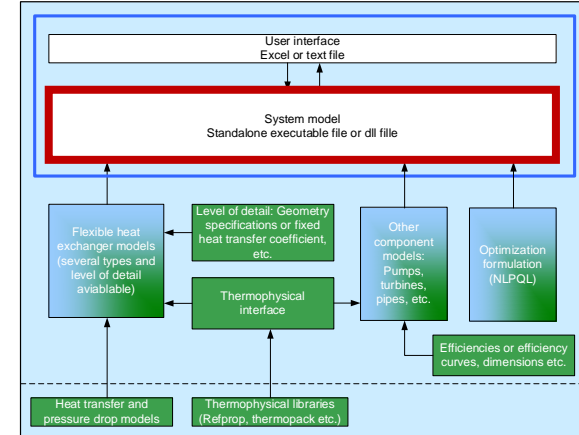 User interface
Excel or text file
System model
Standalone executable file or dll fille
Flexible heat
exchanger models
(several types and
level of detail
aviablable)
Level of detail: Geometry
specifications or fixed
heat transfer coefficient,
etc.
Thermophysical
interface
Other
component
models:
Pumps,
turbines,
pipes, etc.
Optimization
formulation
(NLPQL)
Efficiencies or efficiency
curves, dimensions etc.
Heat transfer and
pressure drop models
Thermophysical libraries
(Refprop, thermopack etc.)